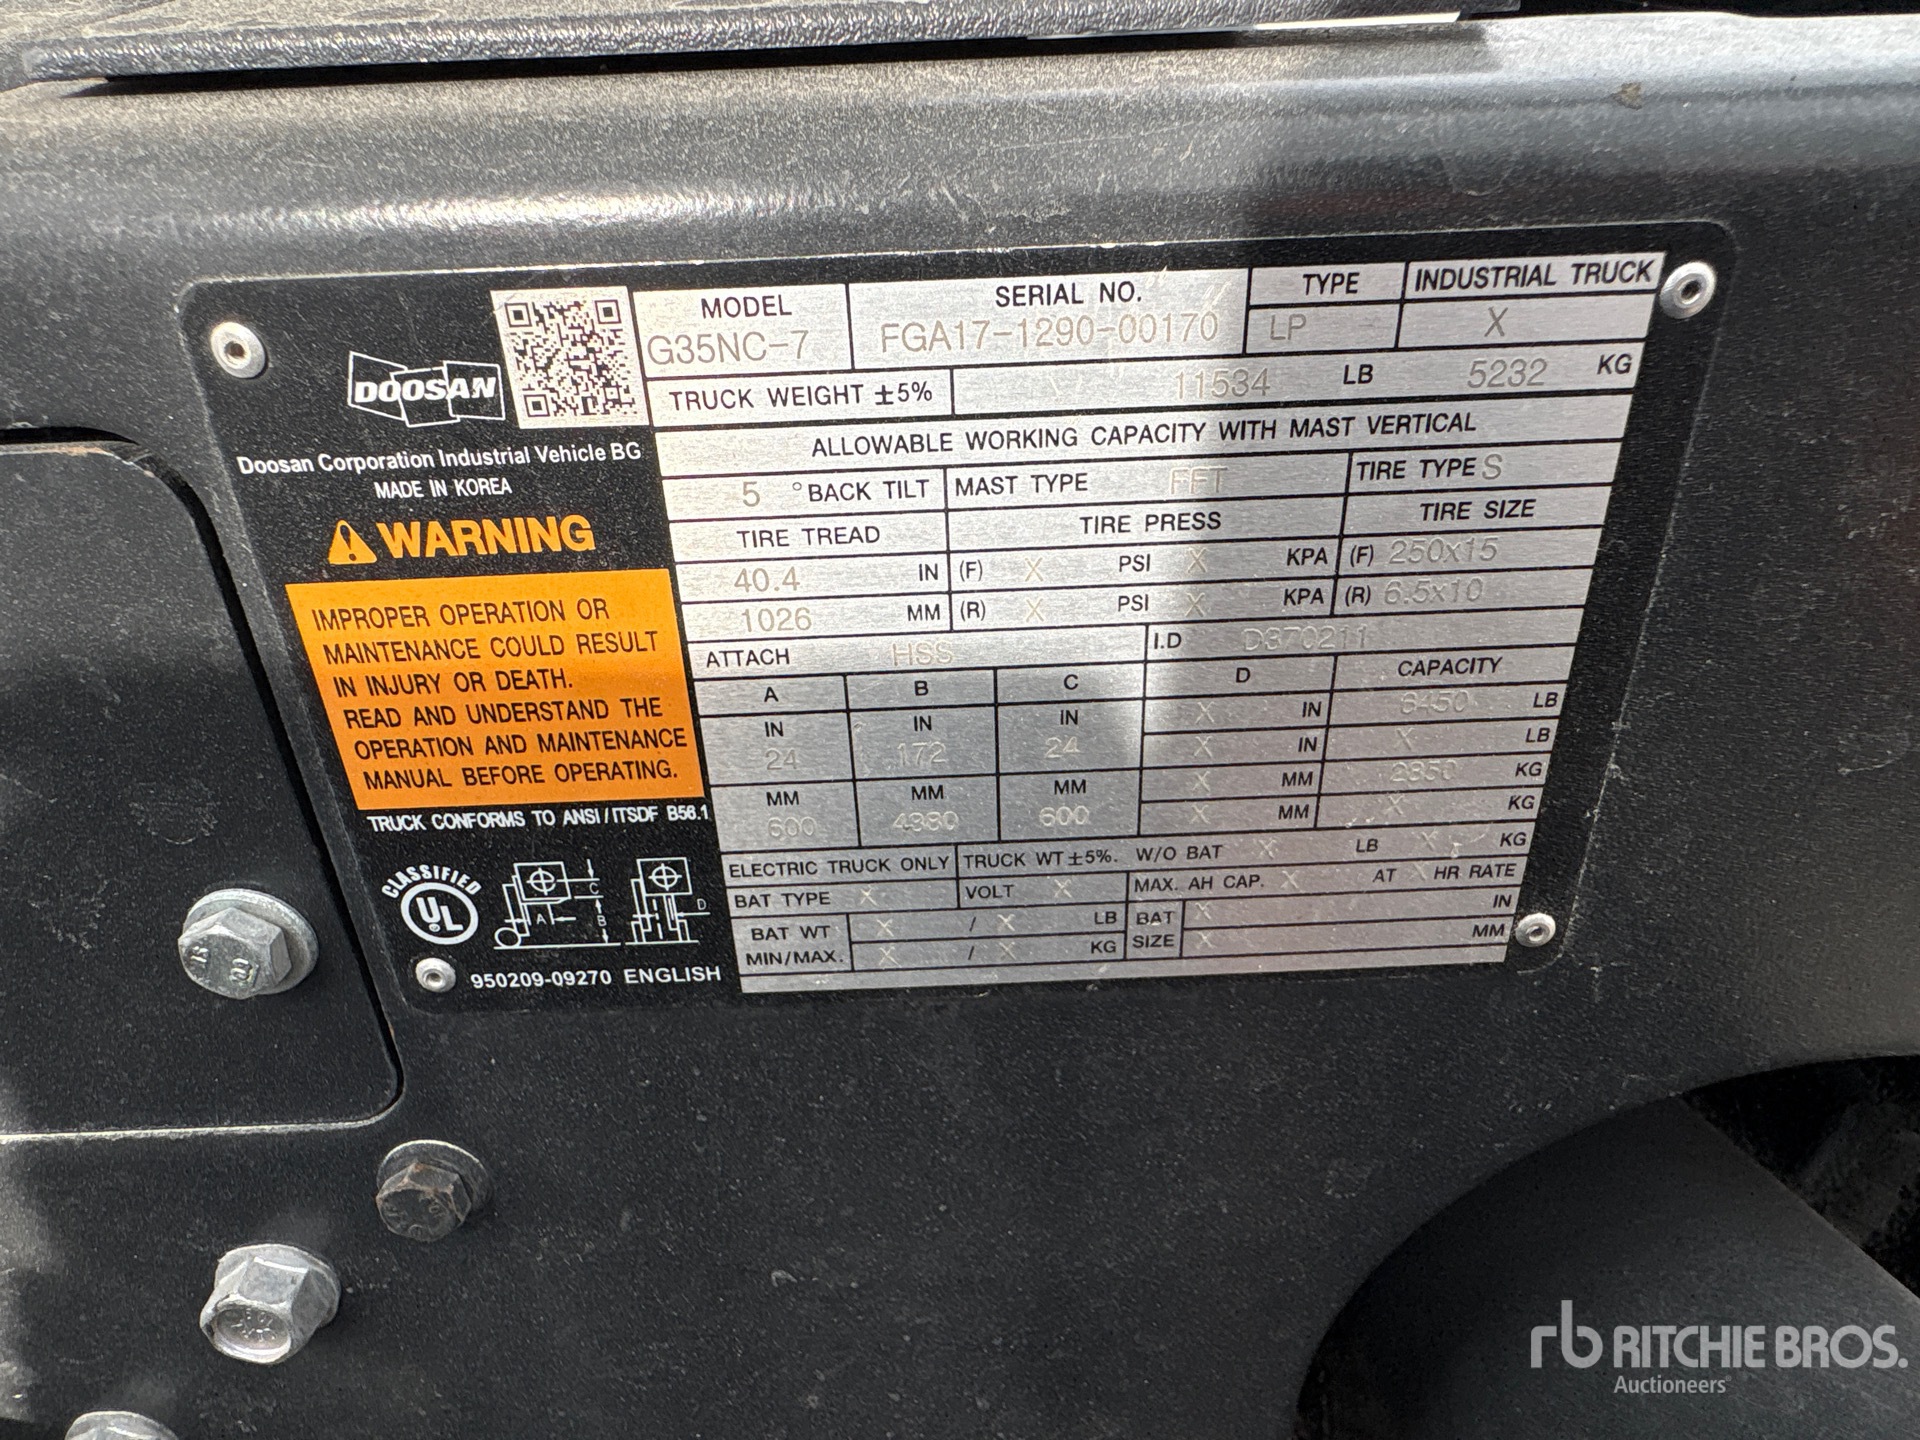 DOOSAN
Doosan Corporation Industrial Vehicle BG
MADE IN KOREA
WARNING
IMPROPER OPERATION OR
MAINTENANCE COULD RESULT
IN INJURY OR DEATH.
READ AND UNDERSTAND THE
OPERATION AND MAINTENANCE
MANUAL BEFORE OPERATING.
TRUCK CONFORMS TO ANSI/ITSDF B56.1
CLASSIFIED
UL
A B C D
950209-09270 ENGLISH
MODEL SERIAL NO. TYPE INDUSTRIAL TRUCK
G35NC-7 FGA17-1290-00170 LP X
TRUCK WEIGHT ±5% 11534 LB 5232 KG
ALLOWABLE WORKING CAPACITY WITH MAST VERTICAL
5 °BACK TILT MAST TYPE FFT TIRE TYPE S
TIRE TREAD TIRE PRESS TIRE SIZE
40.4 IN (F) X PSI X KPA (F) 250x15
1026 MM (R) X PSI X KPA (R) 6.5x10
ATTACH HSS I.D D370211
A B C D CAPACITY
IN IN IN X IN 6450 LB
24 172 24 X IN X LB
MM MM MM X MM KG
600 4380 600 X MM X KG
ELECTRIC TRUCK ONLY TRUCK WT ±5%. W/O BAT X LB X KG
BAT TYPE X VOLT X MAX. AH CAP. X AT X HR RATE
BAT WT X / X LB BAT X IN
MIN/MAX. X / X KG SIZE X MM
rb RITCHIE BROS.
Auctioneers